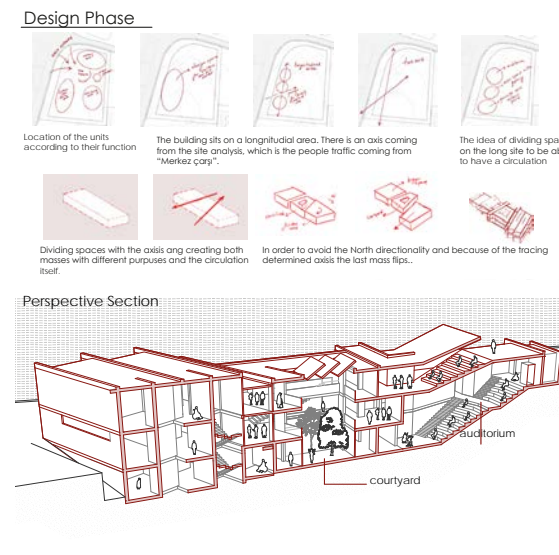 Design Phase
Location of the units
according to their function
The building sits on a longnitudial area. There is an axis coming
from the site analysis, which is the people traffic coming from
"Merkez çarşı".
The idea of dividing spa
on the long site to be ab
to have a circulation
Dividing spaces with the axisis ang creating both
masses with different purpuses and the circulation
itself.
In order to avoid the North directionality and because of the tracing
determined axisis the last mass flips..
Perspective Section
auditorium
courtyard